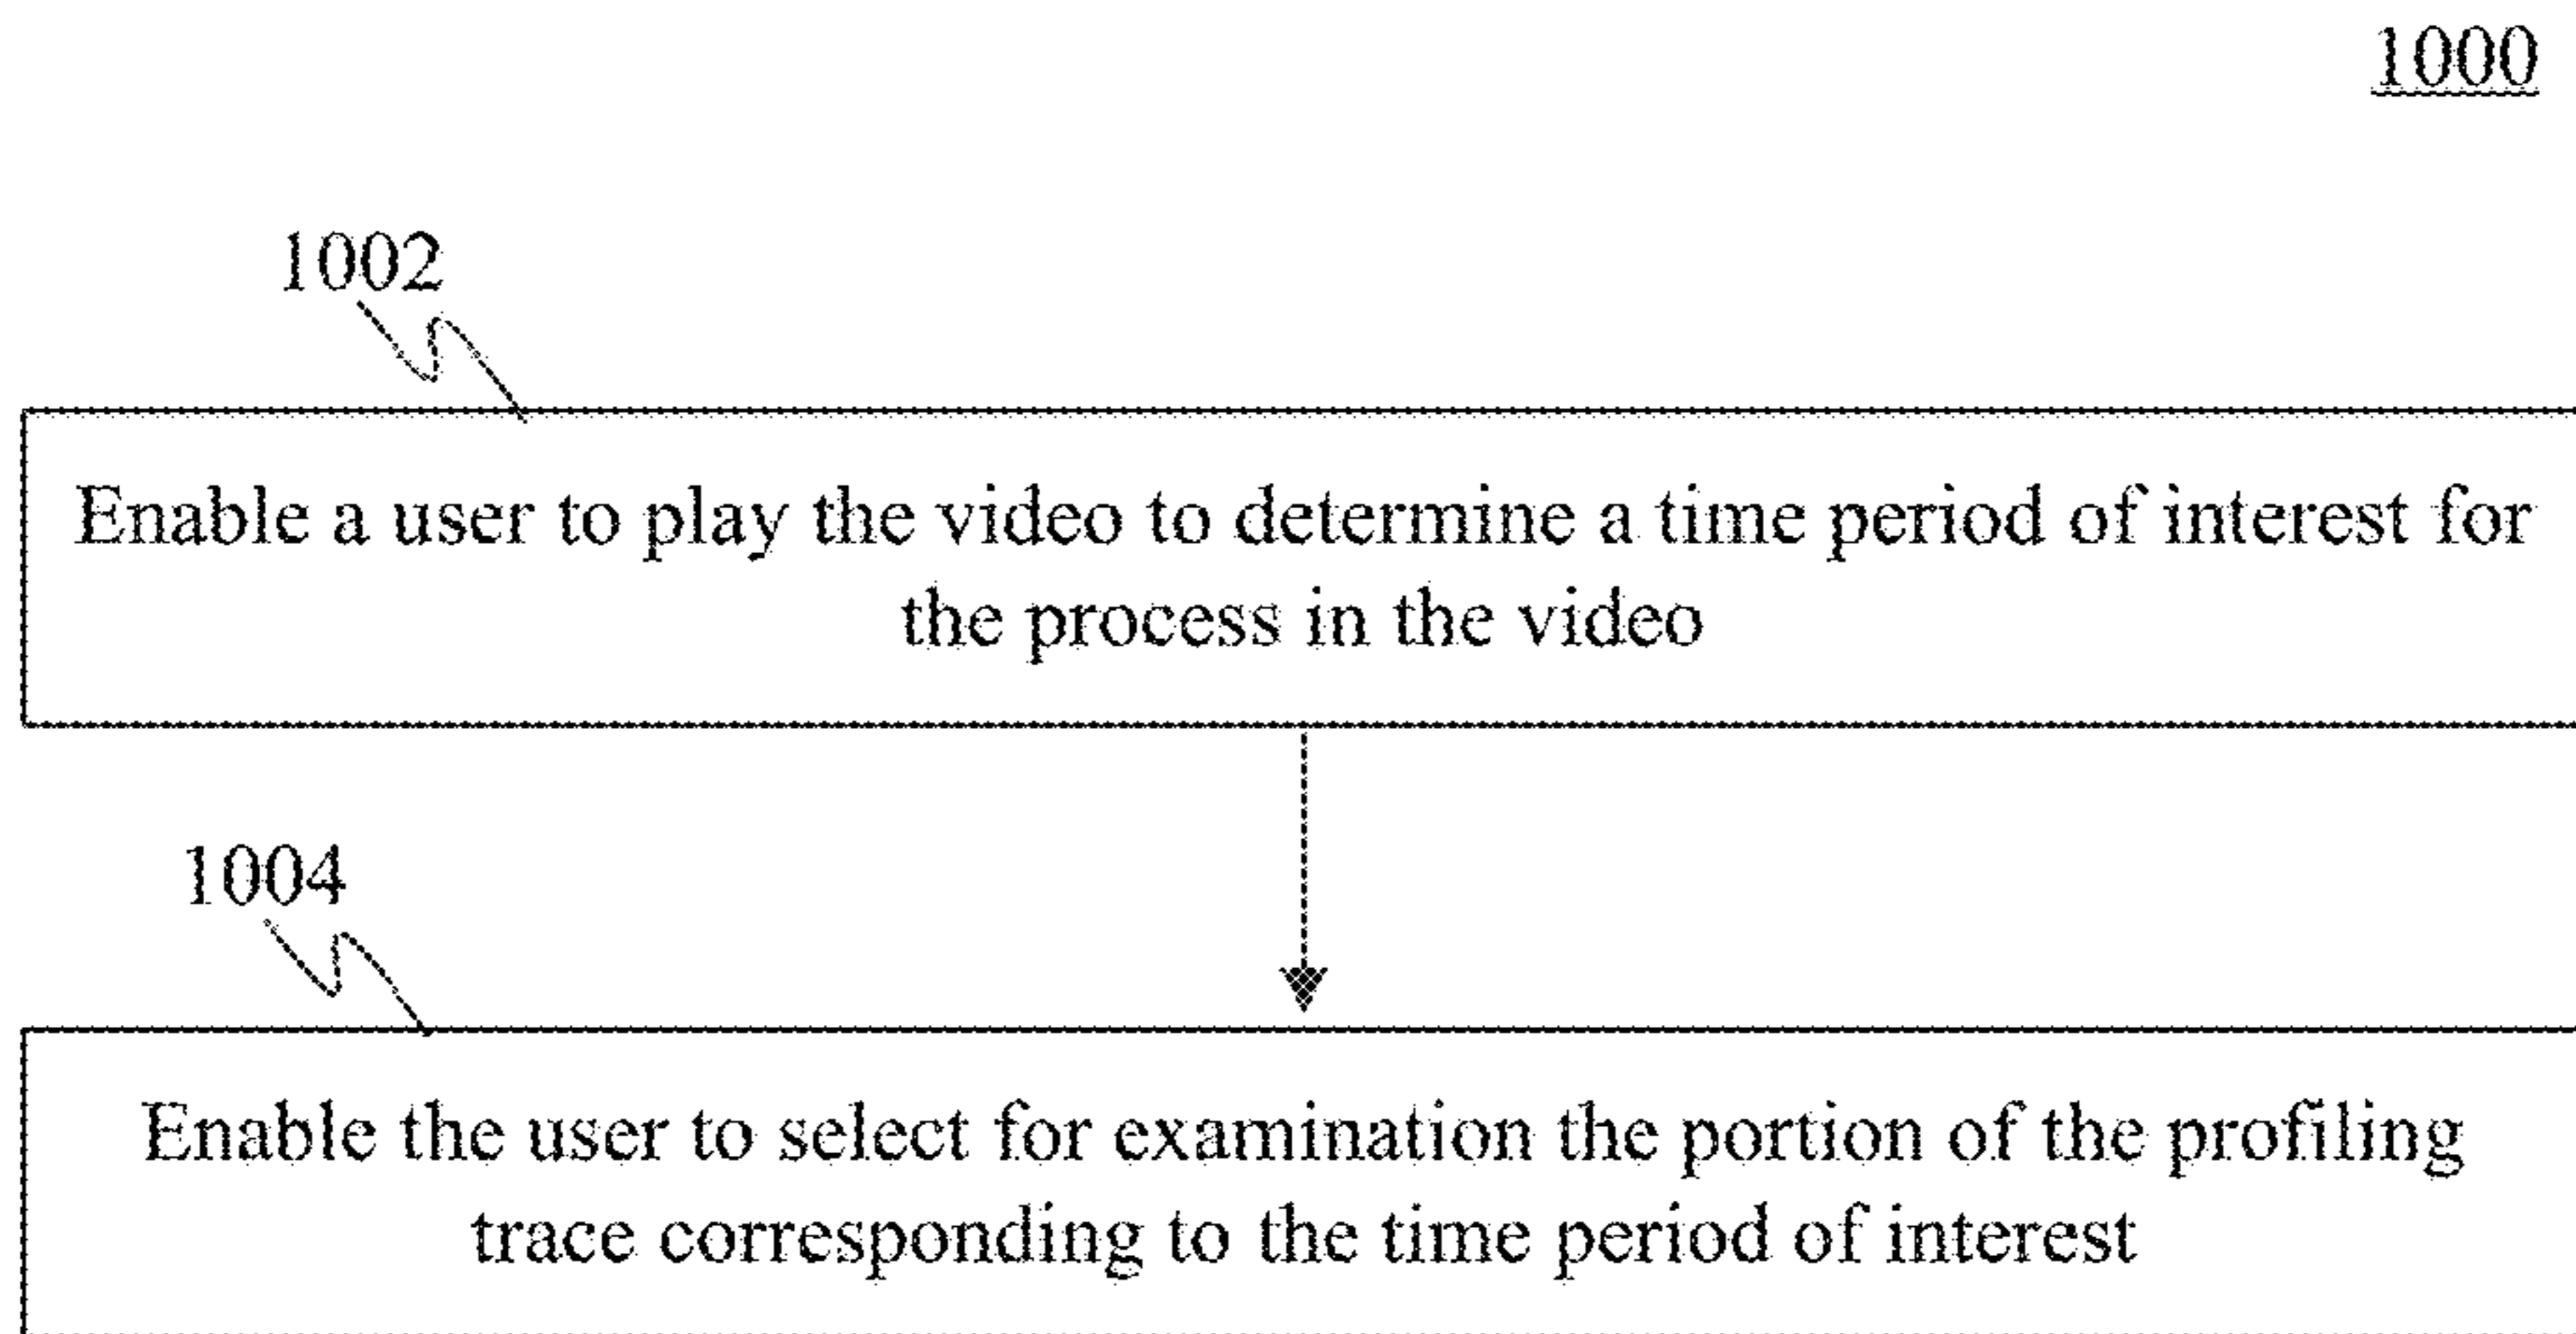 1000
1002
Enable a user to play the video to determine a time period of interest for
the process in the video
1004
Enable the user to select for examination the portion of the profiling
trace corresponding to the time period of interest